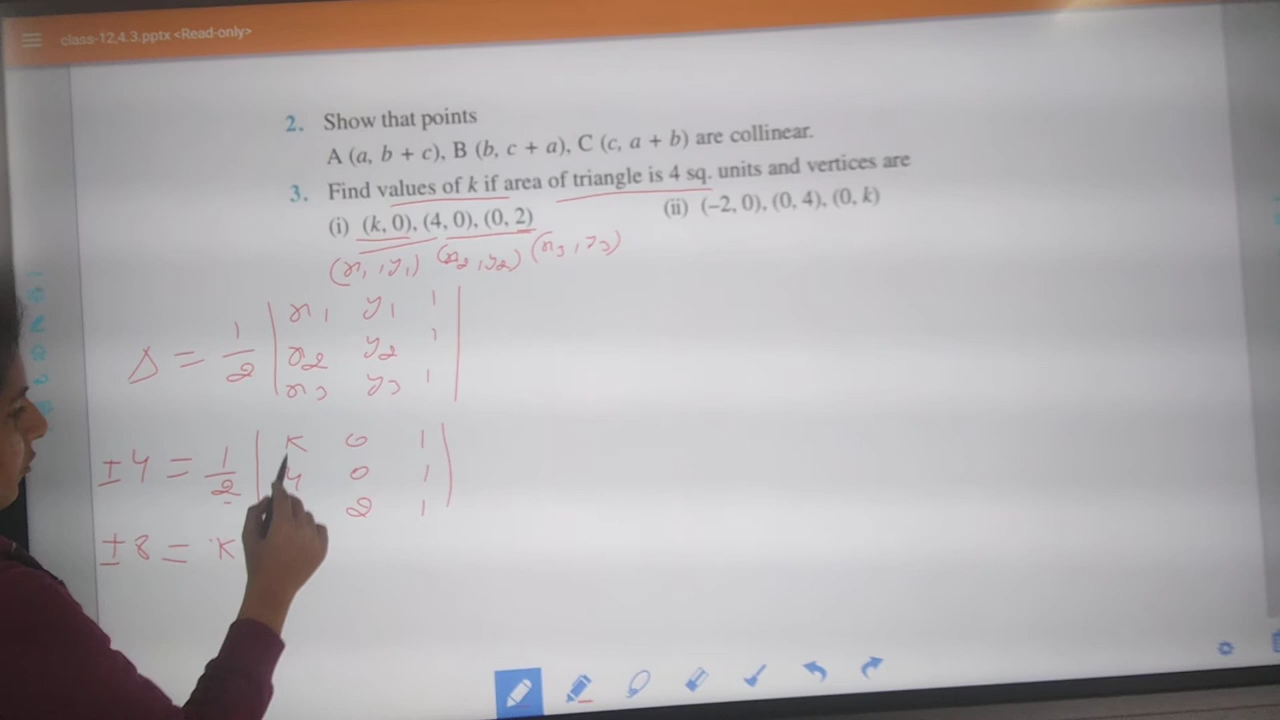 class-12,4.3.pptx <Read-only>
2. Show that points
A (a, b + c), B (b, c + a), C (c, a + b) are collinear.
3. Find values of k if area of triangle is 4 sq. units and vertices are
(i) (k, 0), (4, 0), (0, 2) (ii) (–2, 0), (0, 4), (0, k)
(x1, y1) (x2, y2) (x3, y3)
Δ = 1/2 | x1 y1 1
x2 y2 1
x3 y3 1 |
±4 = 1/2 | K 0 1
4 0 1
2 1 |
±8 = K